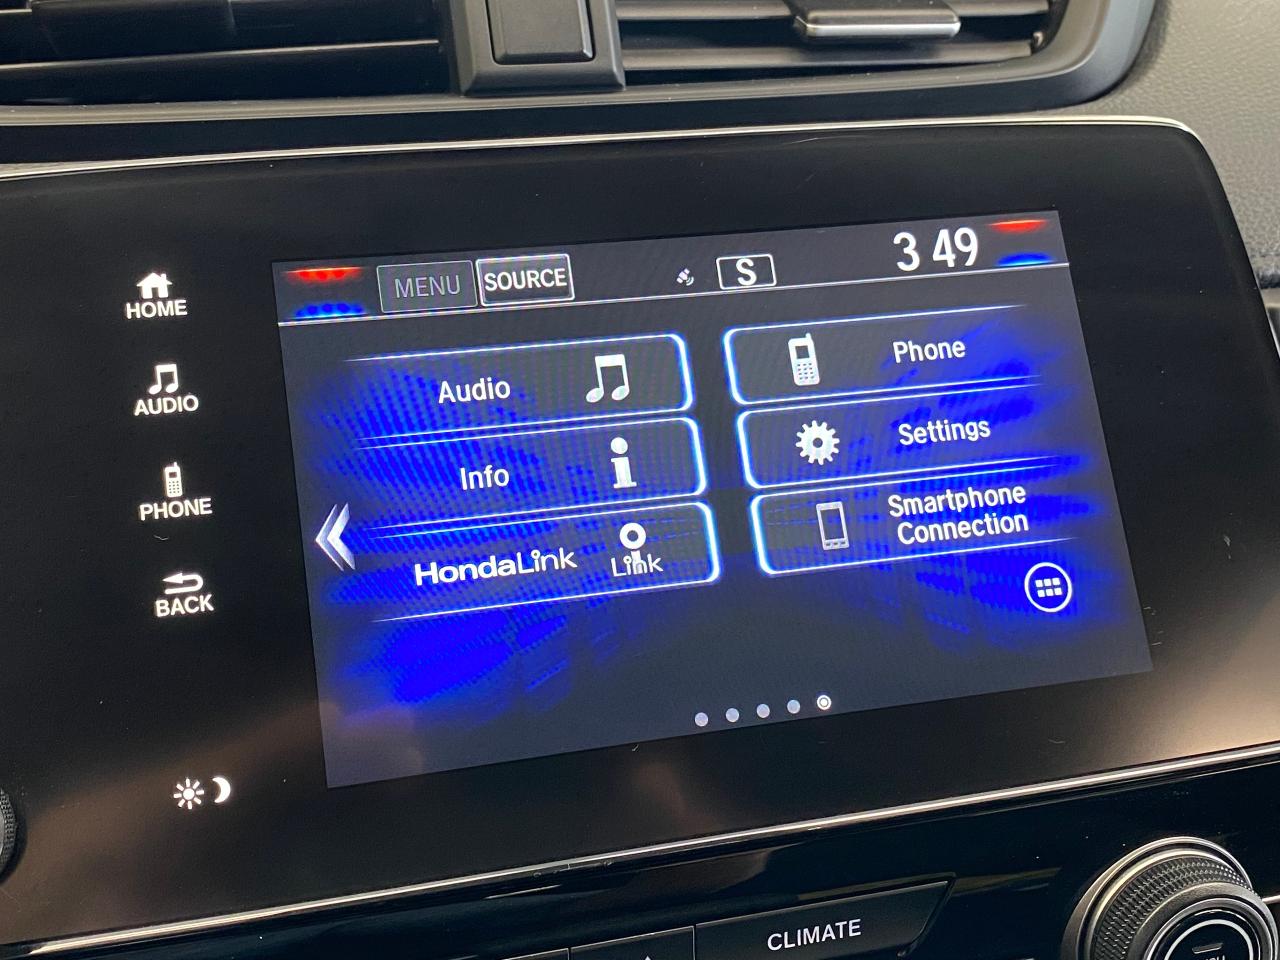 MENU
SOURCE
S
3 49
HOME
AUDIO
PHONE
BACK
Audio
Phone
Info
Settings
HondaLink
Link
Smartphone
Connection
CLIMATE